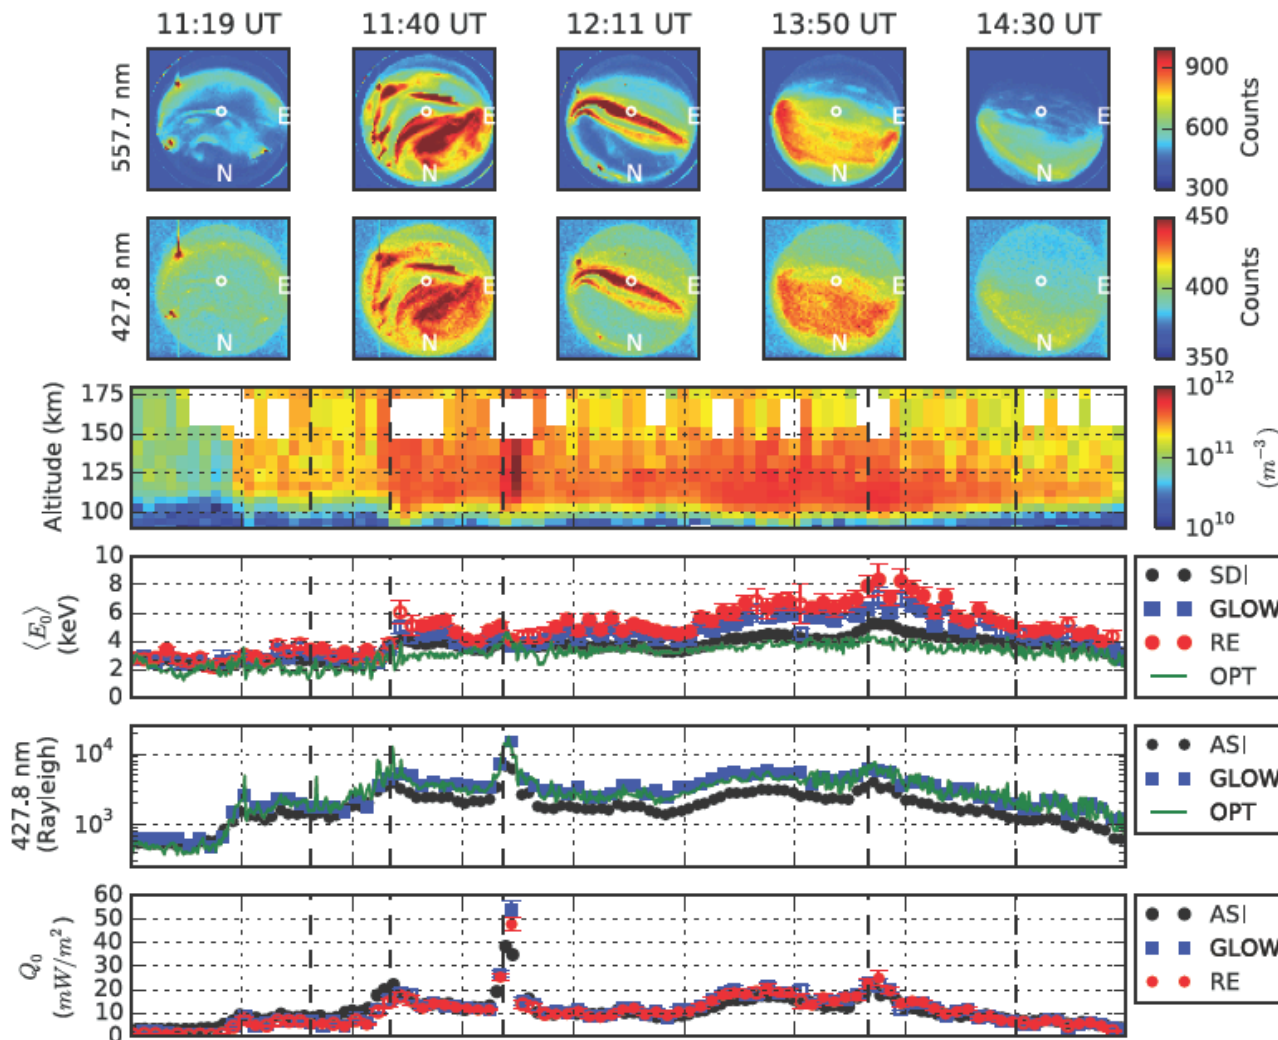 11:19 UT 11:40 UT 12:11 UT 13:50 UT 14:30 UT
557.7 nm
E E E E E
N N N N N
900
600
300
Counts
427.8 nm
E E E E E
N N N N N
450
400
350
Counts
Altitude (km)
175
150
125
100
10¹²
10¹¹
10¹⁰
(m⁻³)
⟨E₀⟩
(keV)
10
8
6
4
2
0
SDI
GLOW
RE
OPT
427.8 nm
(Rayleigh)
10⁴
10³
ASI
GLOW
OPT
Q₀
(mW/m²)
60
50
40
30
20
10
0
ASI
GLOW
RE